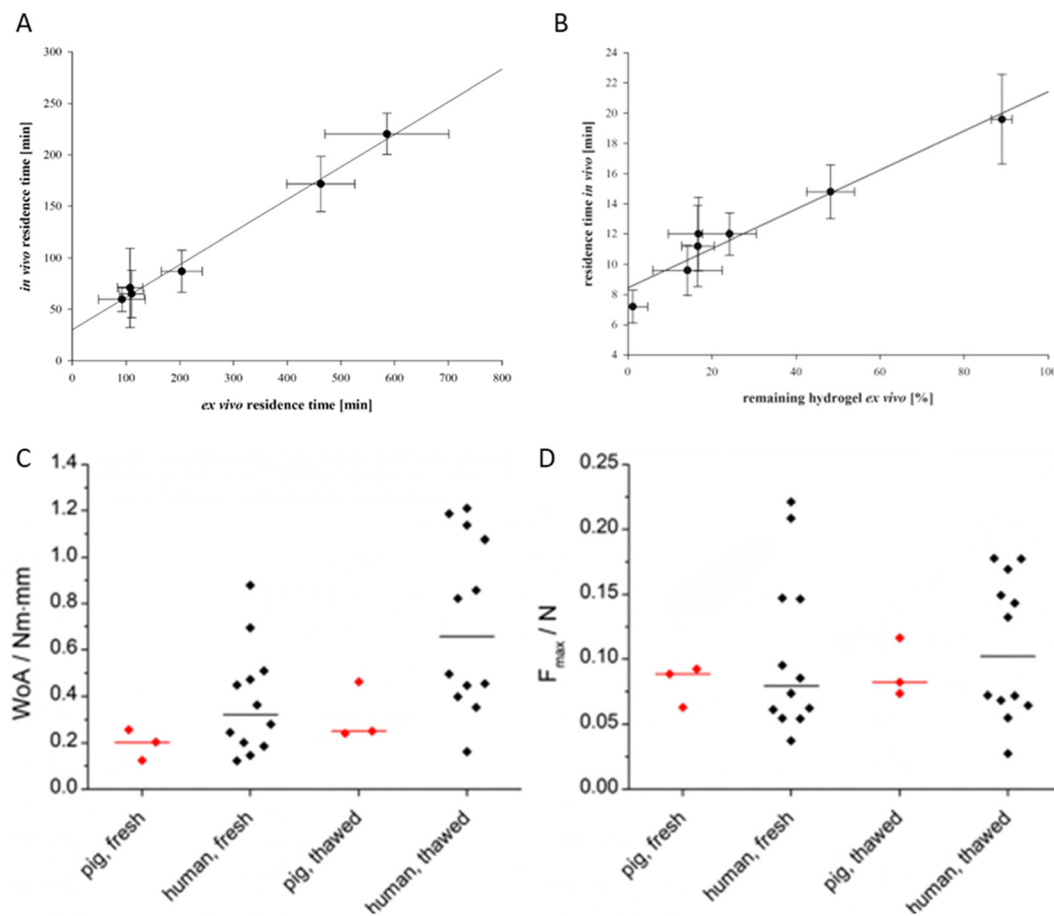 A
300
250
200
150
100
50
0
in vivo residence time [min]
0 100 200 300 400 500 600 700 800
ex vivo residence time [min]
B
24
22
20
18
16
14
12
10
8
6
4
residence time in vivo [min]
0 20 40 60 80 100
remaining hydrogel ex vivo [%]
C
1.4
1.2
1.0
0.8
0.6
0.4
0.2
0.0
WoA / Nm·mm
pig, fresh
human, fresh
pig, thawed
human, thawed
D
0.25
0.20
0.15
0.10
0.05
0.00
Fmax / N
pig, fresh
human, fresh
pig, thawed
human, thawed